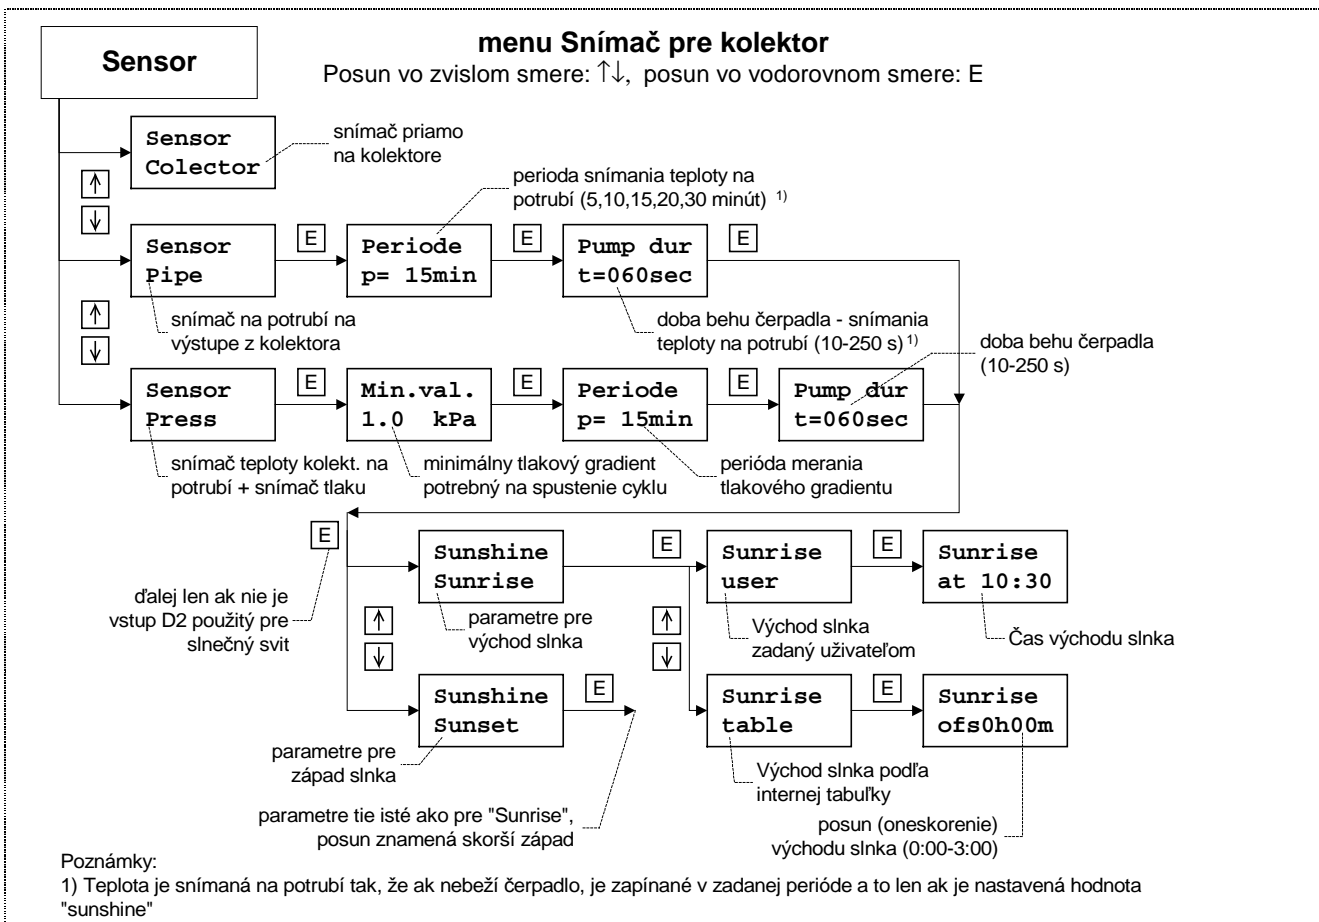 Sensor
menu Snímač pre kolektor
Posun vo zvislom smere: ↑↓, posun vo vodorovnom smere: E
Sensor
Colector
snímač priamo
na kolektore
↑
↓
perioda snímania teploty na
potrubí (5,10,15,20,30 minút) 1)
Sensor
Pipe
E
Periode
p= 15min
E
Pump dur
t=060sec
E
↑
↓
snímač na potrubí na
výstupe z kolektora
doba behu čerpadla - snímania
teploty na potrubí (10-250 s) 1)
doba behu čerpadla
(10-250 s)
Sensor
Press
E
Min.val.
1.0 kPa
E
Periode
p= 15min
E
Pump dur
t=060sec
snímač teploty kolekt. na
potrubí + snímač tlaku
minimálny tlakový gradient
potrebný na spustenie cyklu
perióda merania
tlakového gradientu
E
Sunshine
Sunrise
E
Sunrise
user
E
Sunrise
at 10:30
ďalej len ak nie je
vstup D2 použitý pre
slnečný svit
↑
↓
parametre pre
východ slnka
↑
↓
Východ slnka
zadaný uživateľom
Čas východu slnka
Sunshine
Sunset
E
Sunrise
table
E
Sunrise
ofs0h00m
parametre pre
západ slnka
Východ slnka podľa
internej tabuľky
parametre tie isté ako pre "Sunrise",
posun znamená skorší západ
posun (oneskorenie)
východu slnka (0:00-3:00)
Poznámky:
1) Teplota je snímaná na potrubí tak, že ak nebeží čerpadlo, je zapínané v zadanej perióde a to len ak je nastavená hodnota
"sunshine"